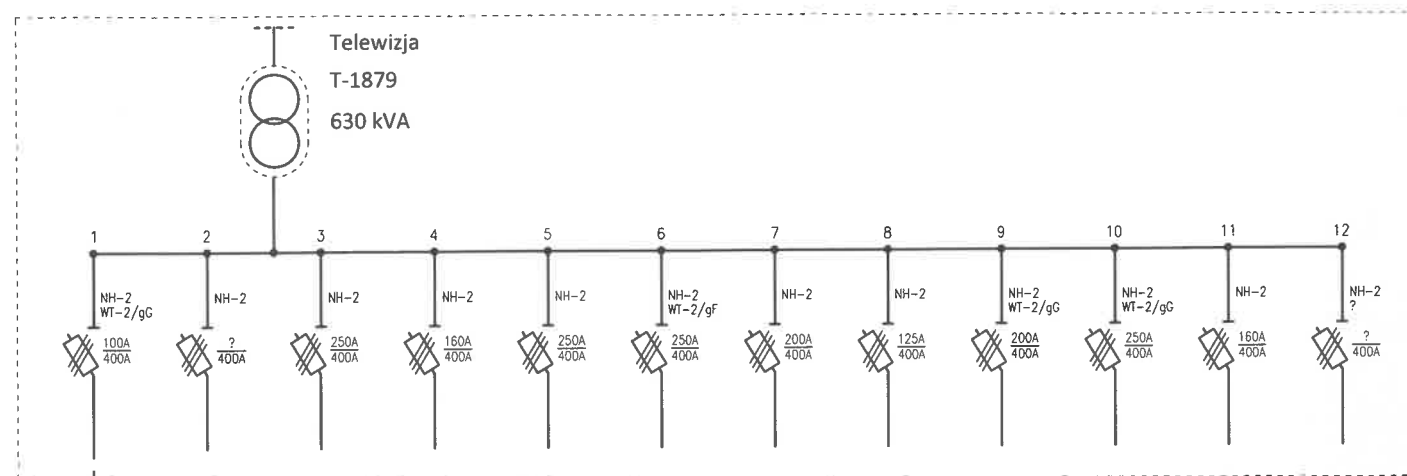 Telewizja
T-1879
630 kVA
1 2 3 4 5 6 7 8 9 10 11 12
NH-2
WT-2/gG
100A
400A
NH-2
?
400A
NH-2
250A
400A
NH-2
160A
400A
NH-2
250A
400A
NH-2
WT-2/gF
250A
400A
NH-2
200A
400A
NH-2
125A
400A
NH-2
WT-2/gG
200A
400A
NH-2
WT-2/gG
250A
400A
NH-2
160A
400A
NH-2
?
?
400A